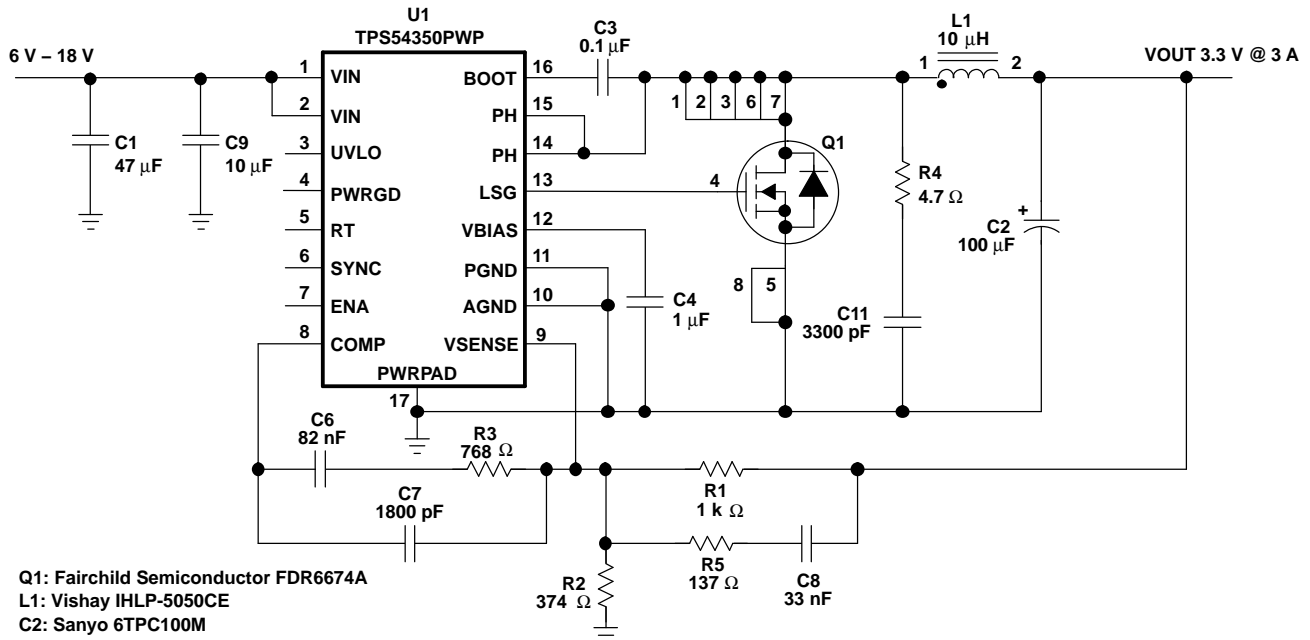 U1
TPS54350PWP
6 V – 18 V
C1
47 μF
C9
10 μF
1 VIN
2 VIN
3 UVLO
4 PWRGD
5 RT
6 SYNC
7 ENA
8 COMP
BOOT 16
PH 15
PH 14
LSG 13
VBIAS 12
PGND 11
AGND 10
VSENSE 9
PWRPAD
17
C3
0.1 μF
1 2 3 6 7
Q1
4
8 5
C4
1 μF
R4
4.7 Ω
C11
3300 pF
L1
10 μH
1 2
VOUT 3.3 V @ 3 A
C2 +
100 μF
C6
82 nF
R3
768 Ω
C7
1800 pF
R1
1 k Ω
R5
137 Ω
C8
33 nF
R2
374 Ω
Q1: Fairchild Semiconductor FDR6674A
L1: Vishay IHLP-5050CE
C2: Sanyo 6TPC100M